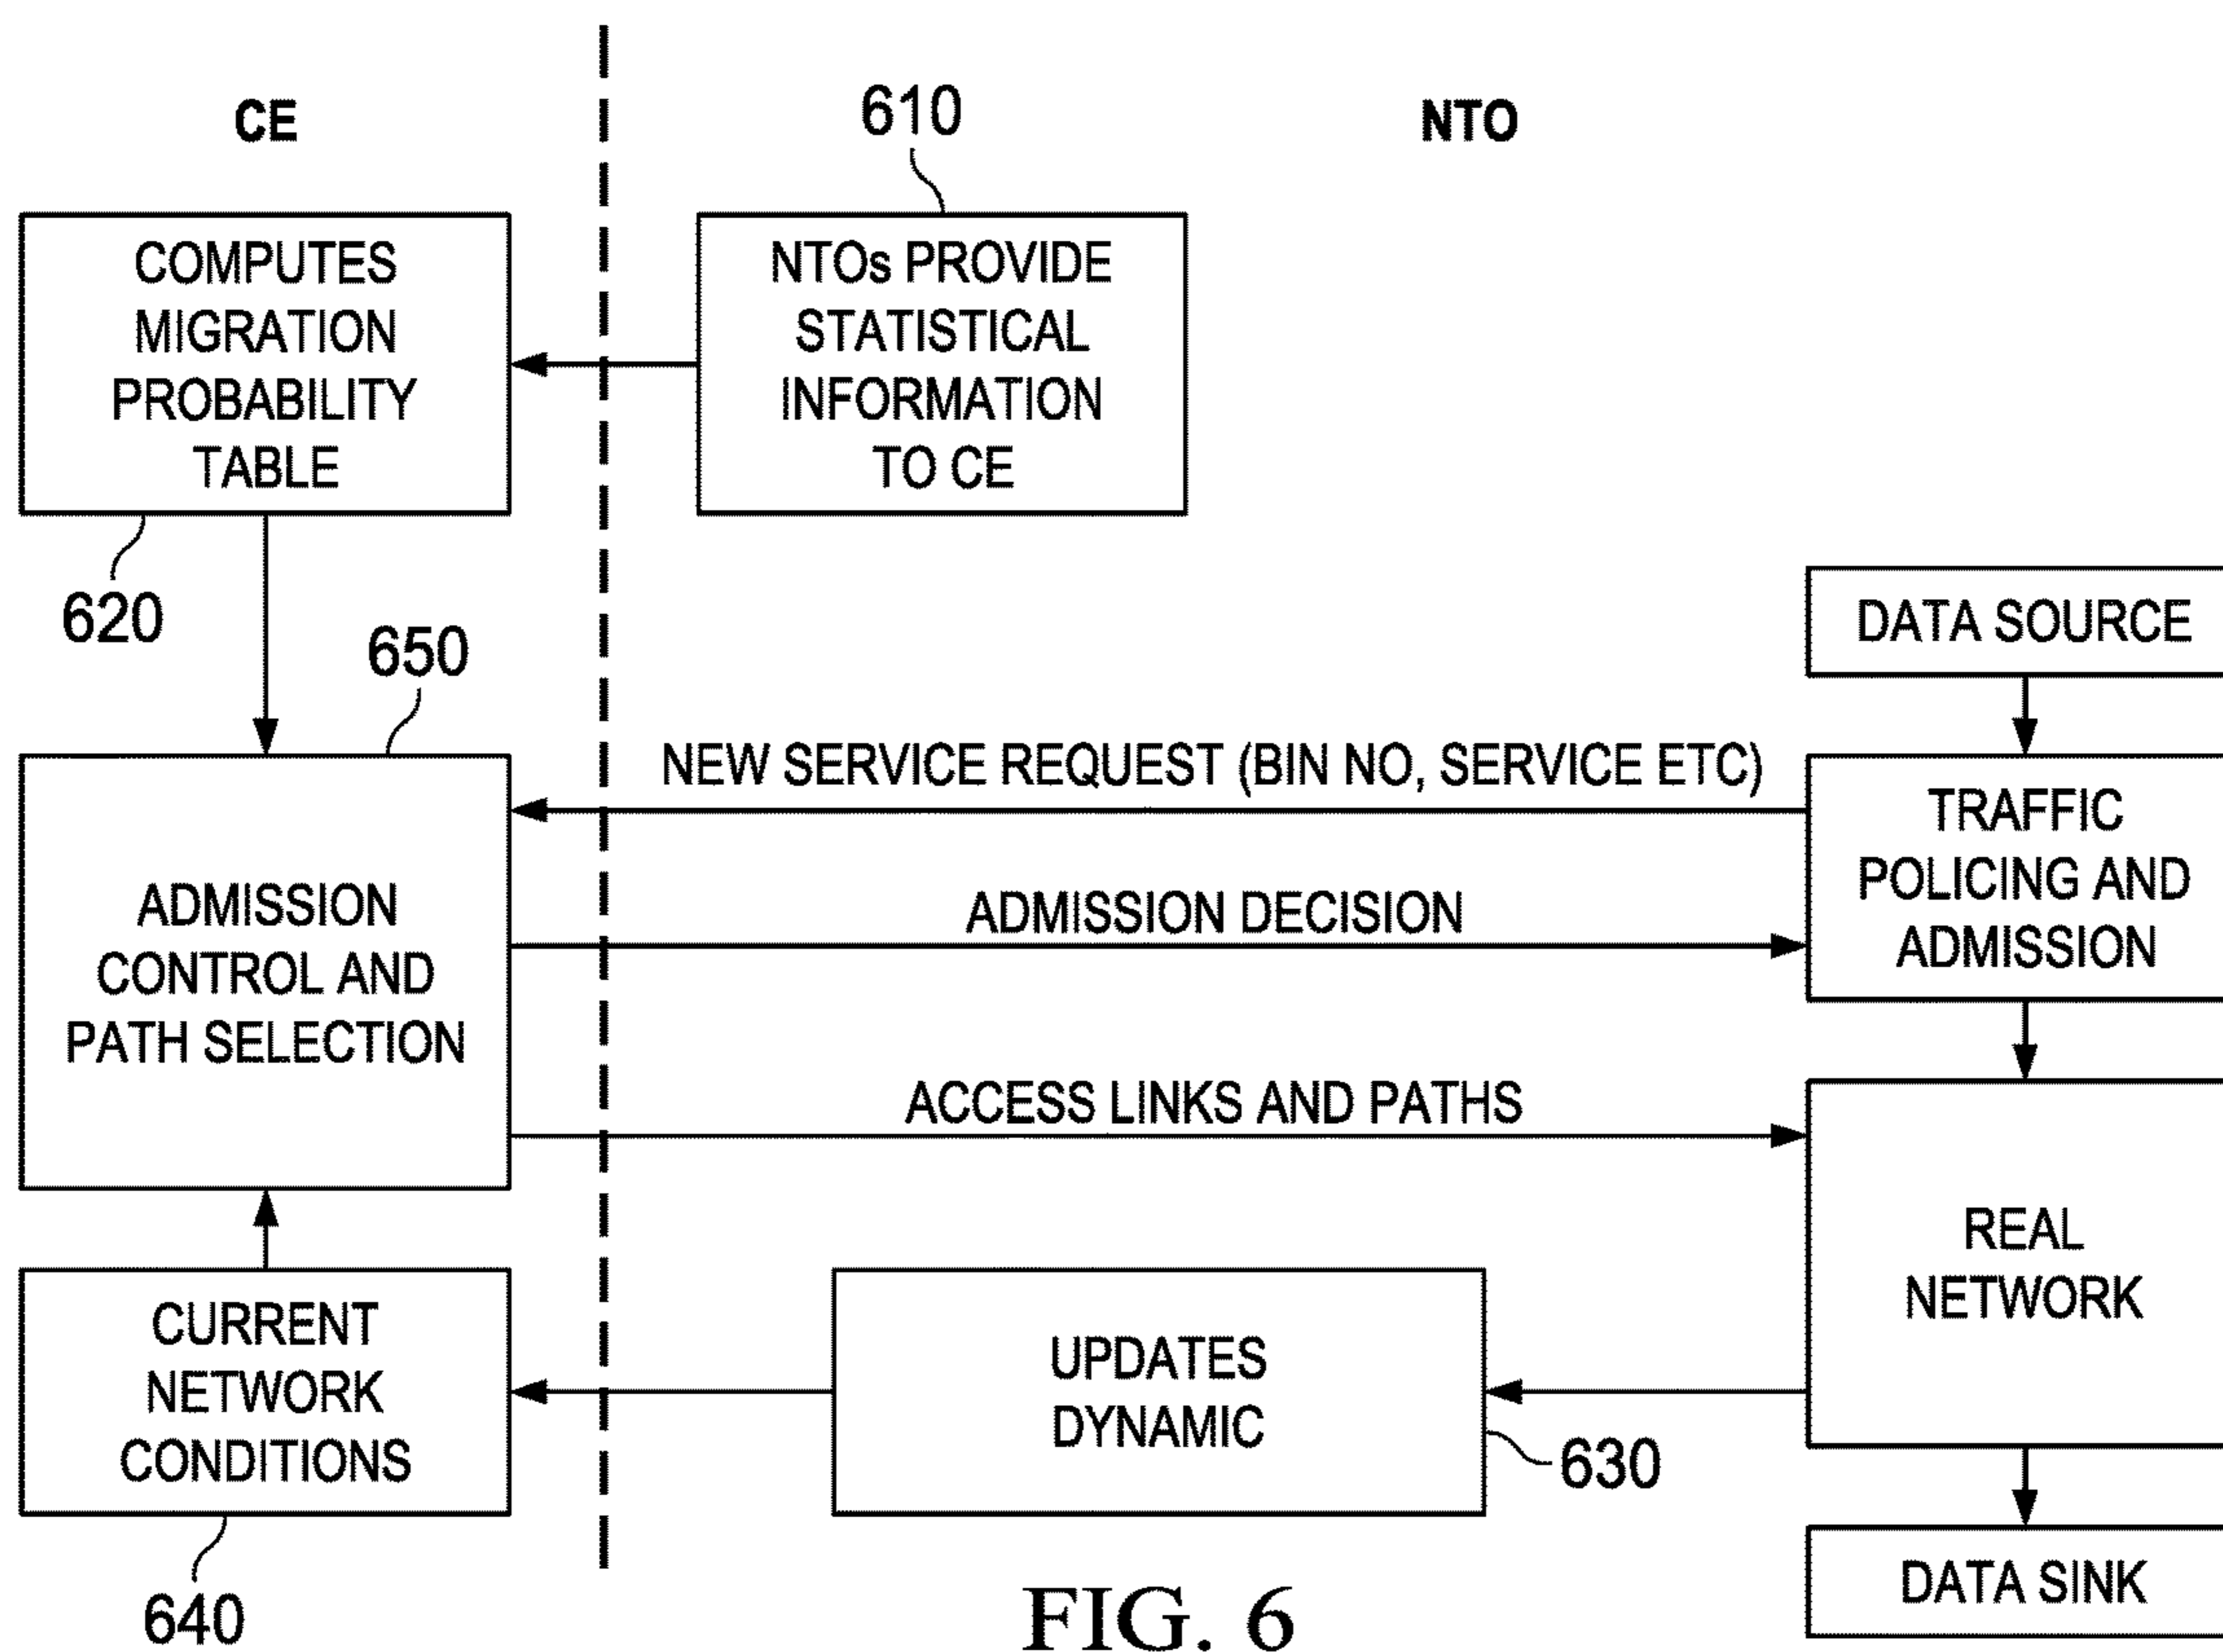 CE
610
NTO
COMPUTES
MIGRATION
PROBABILITY
TABLE
NTOs PROVIDE
STATISTICAL
INFORMATION
TO CE
620
650
DATA SOURCE
NEW SERVICE REQUEST (BIN NO, SERVICE ETC)
TRAFFIC
POLICING AND
ADMISSION
ADMISSION
CONTROL AND
PATH SELECTION
ADMISSION DECISION
ACCESS LINKS AND PATHS
REAL
NETWORK
CURRENT
NETWORK
CONDITIONS
UPDATES
DYNAMIC
630
640
DATA SINK
FIG. 6